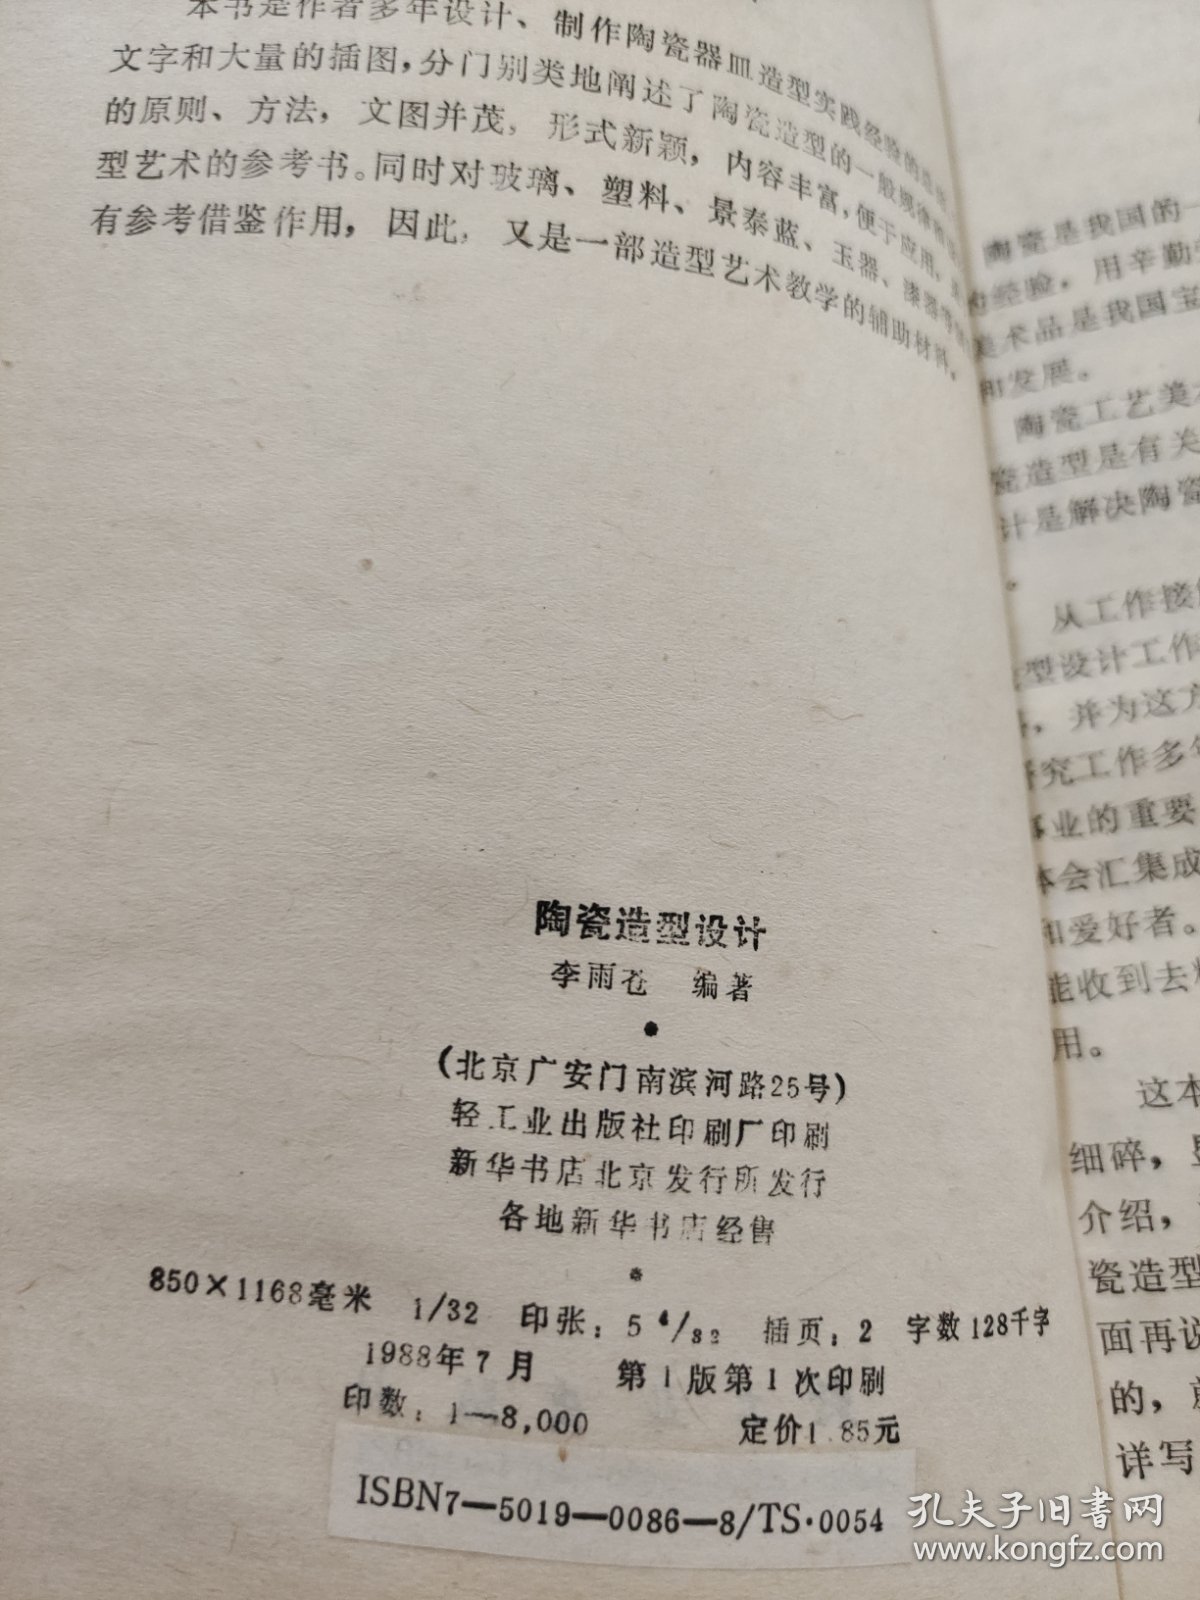 本书是作者多年设计、制作陶瓷器皿造型实践经验的总结
文字和大量的插图，分门别类地阐述了陶瓷造型的一般规律
的原则、方法，文图并茂，形式新颖，内容丰富，便于应用，
型艺术的参考书。同时对玻璃、塑料、景泰蓝、玉器、漆器等
有参考借鉴作用，因此，又是一部造型艺术教学的辅助材料。
陶瓷造型设计
李雨苍 编著
(北京广安门南滨河路25号)
轻工业出版社印刷厂印刷
新华书店北京发行所发行
各地新华书店经售
850×1168毫米 1/32 印张：5 4/32 插页：2 字数128千字
1988年7月 第1版第1次印刷
印数：1—8,000 定价1.85元
ISBN7—5019—0086—8/TS·0054
陶瓷是我国的一
经验，用辛勤
美术品是我国宝
和发展。
陶瓷工艺美
瓷造型是有关
计是解决陶瓷
从工作接
型设计工作
，并为这方
研究工作多年
事业的重要
体会汇集成
和爱好者。
能收到去
用。
这本
细碎，
介绍，
瓷造型
面再说
的，
详写
孔夫子旧书网
www.kongfz.com